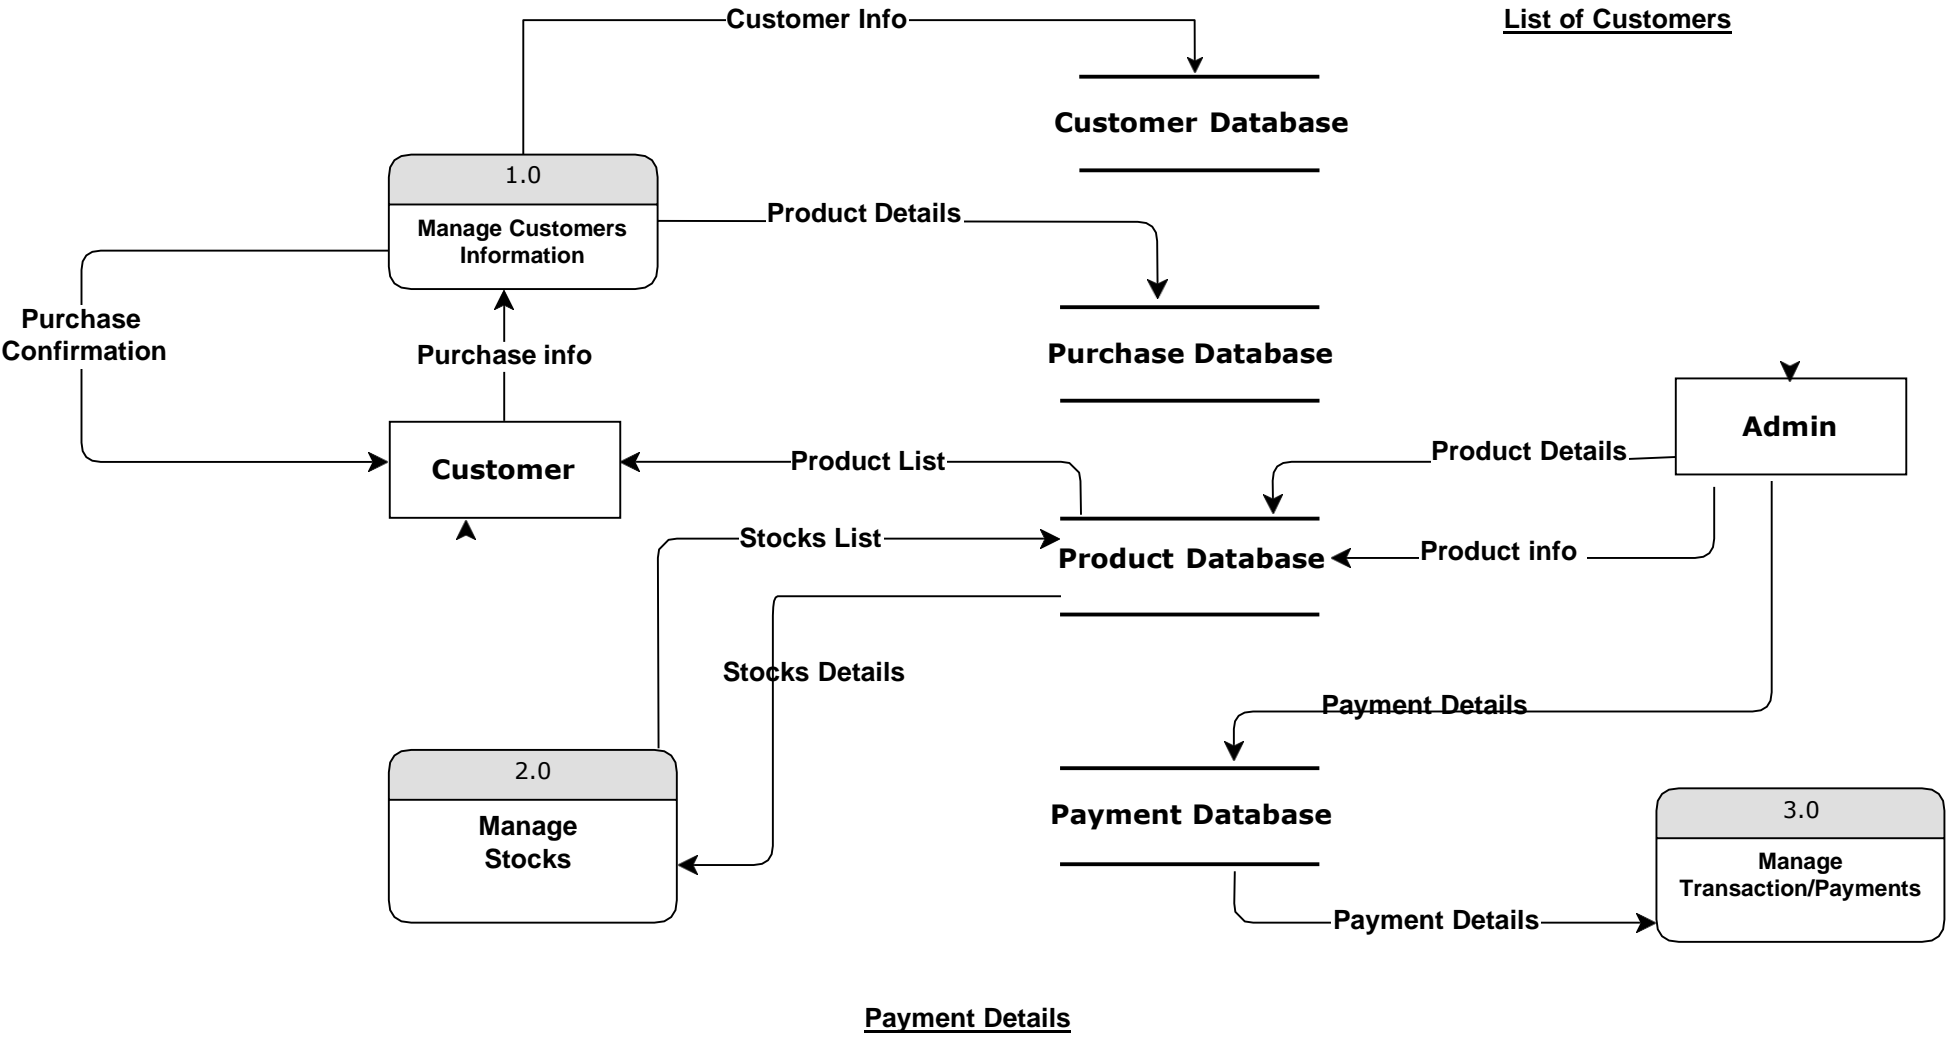 Customer Info
List of Customers
Customer Database
1.0
Manage Customers
Information
Product Details
Purchase
Confirmation
Purchase info
Purchase Database
Customer
Product List
Product Details
Admin
Stocks List
Product Database
Product info
Stocks Details
Payment Details
2.0
Manage
Stocks
Payment Database
3.0
Manage
Transaction/Payments
Payment Details
Payment Details